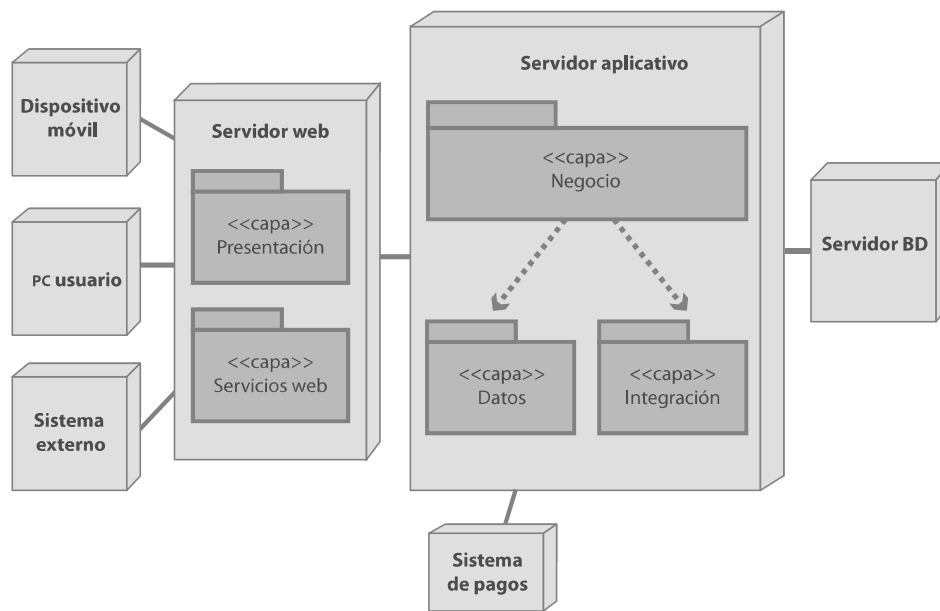 Dispositivo
móvil
PC usuario
Sistema
externo
Servidor web
<<capa>>
Presentación
<<capa>>
Servicios web
Servidor aplicativo
<<capa>>
Negocio
<<capa>>
Datos
<<capa>>
Integración
Servidor BD
Sistema
de pagos